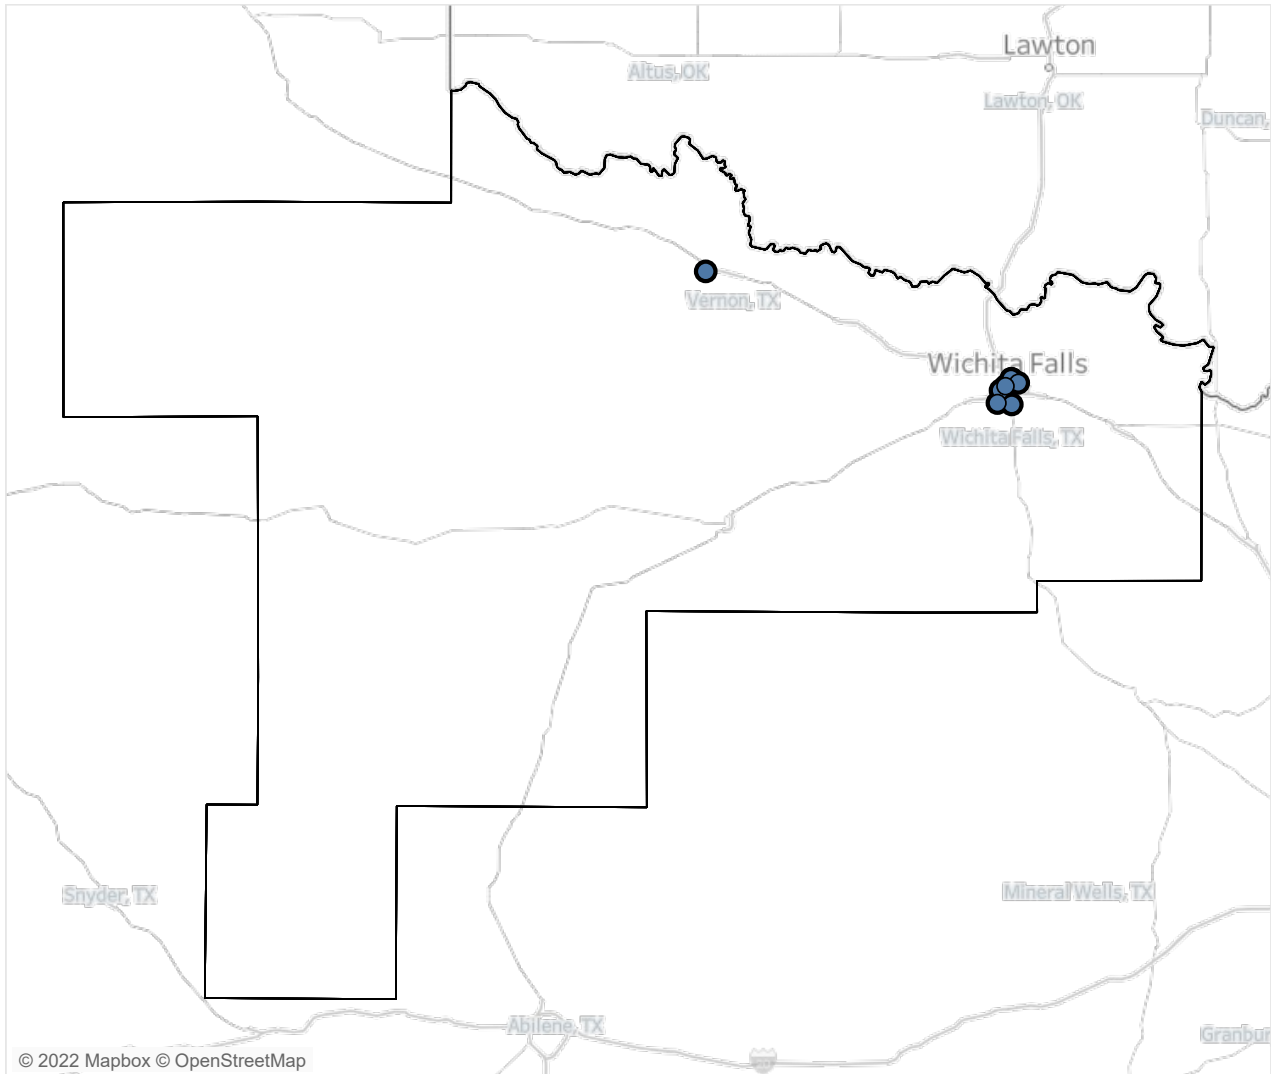 Lawton
Altus, OK
Lawton, OK
Duncan,
Vernon, TX
Wichita Falls
Wichita Falls, TX
Snyder, TX
Mineral Wells, TX
Abilene, TX
Granbur
© 2022 Mapbox © OpenStreetMap